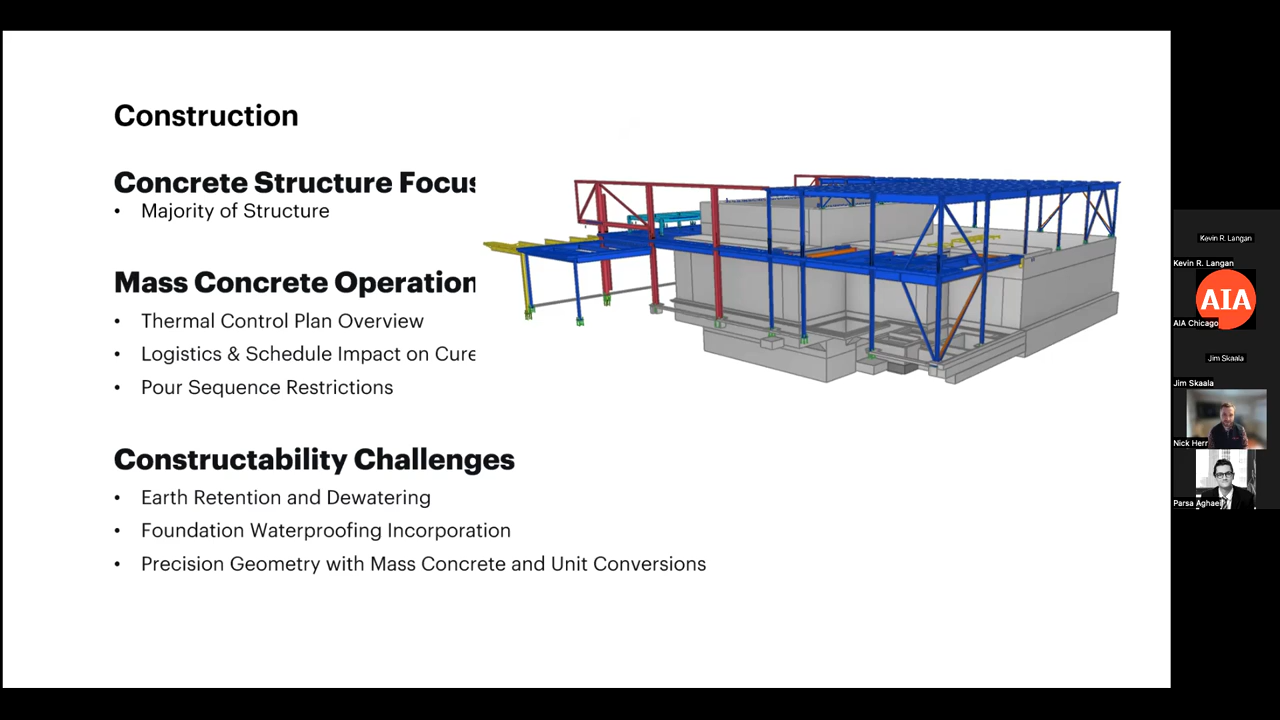 Construction
Concrete Structure Focus
• Majority of Structure
Mass Concrete Operation
• Thermal Control Plan Overview
• Logistics & Schedule Impact on Cure
• Pour Sequence Restrictions
Constructability Challenges
• Earth Retention and Dewatering
• Foundation Waterproofing Incorporation
• Precision Geometry with Mass Concrete and Unit Conversions
Kevin R. Langan
Kevin R. Langan
AIA
AIA Chicago
Jim Skaala
Jim Skaala
Nick Herr
Parsa Aghaei